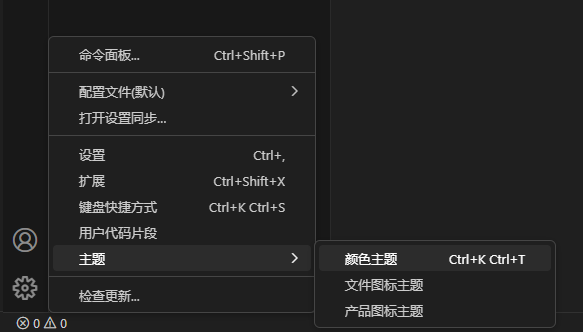 命令面板... Ctrl+Shift+P
配置文件(默认)
打开设置同步...
设置 Ctrl+,
扩展 Ctrl+Shift+X
键盘快捷方式 Ctrl+K Ctrl+S
用户代码片段
主题
颜色主题 Ctrl+K Ctrl+T
文件图标主题
产品图标主题
检查更新...
0 0